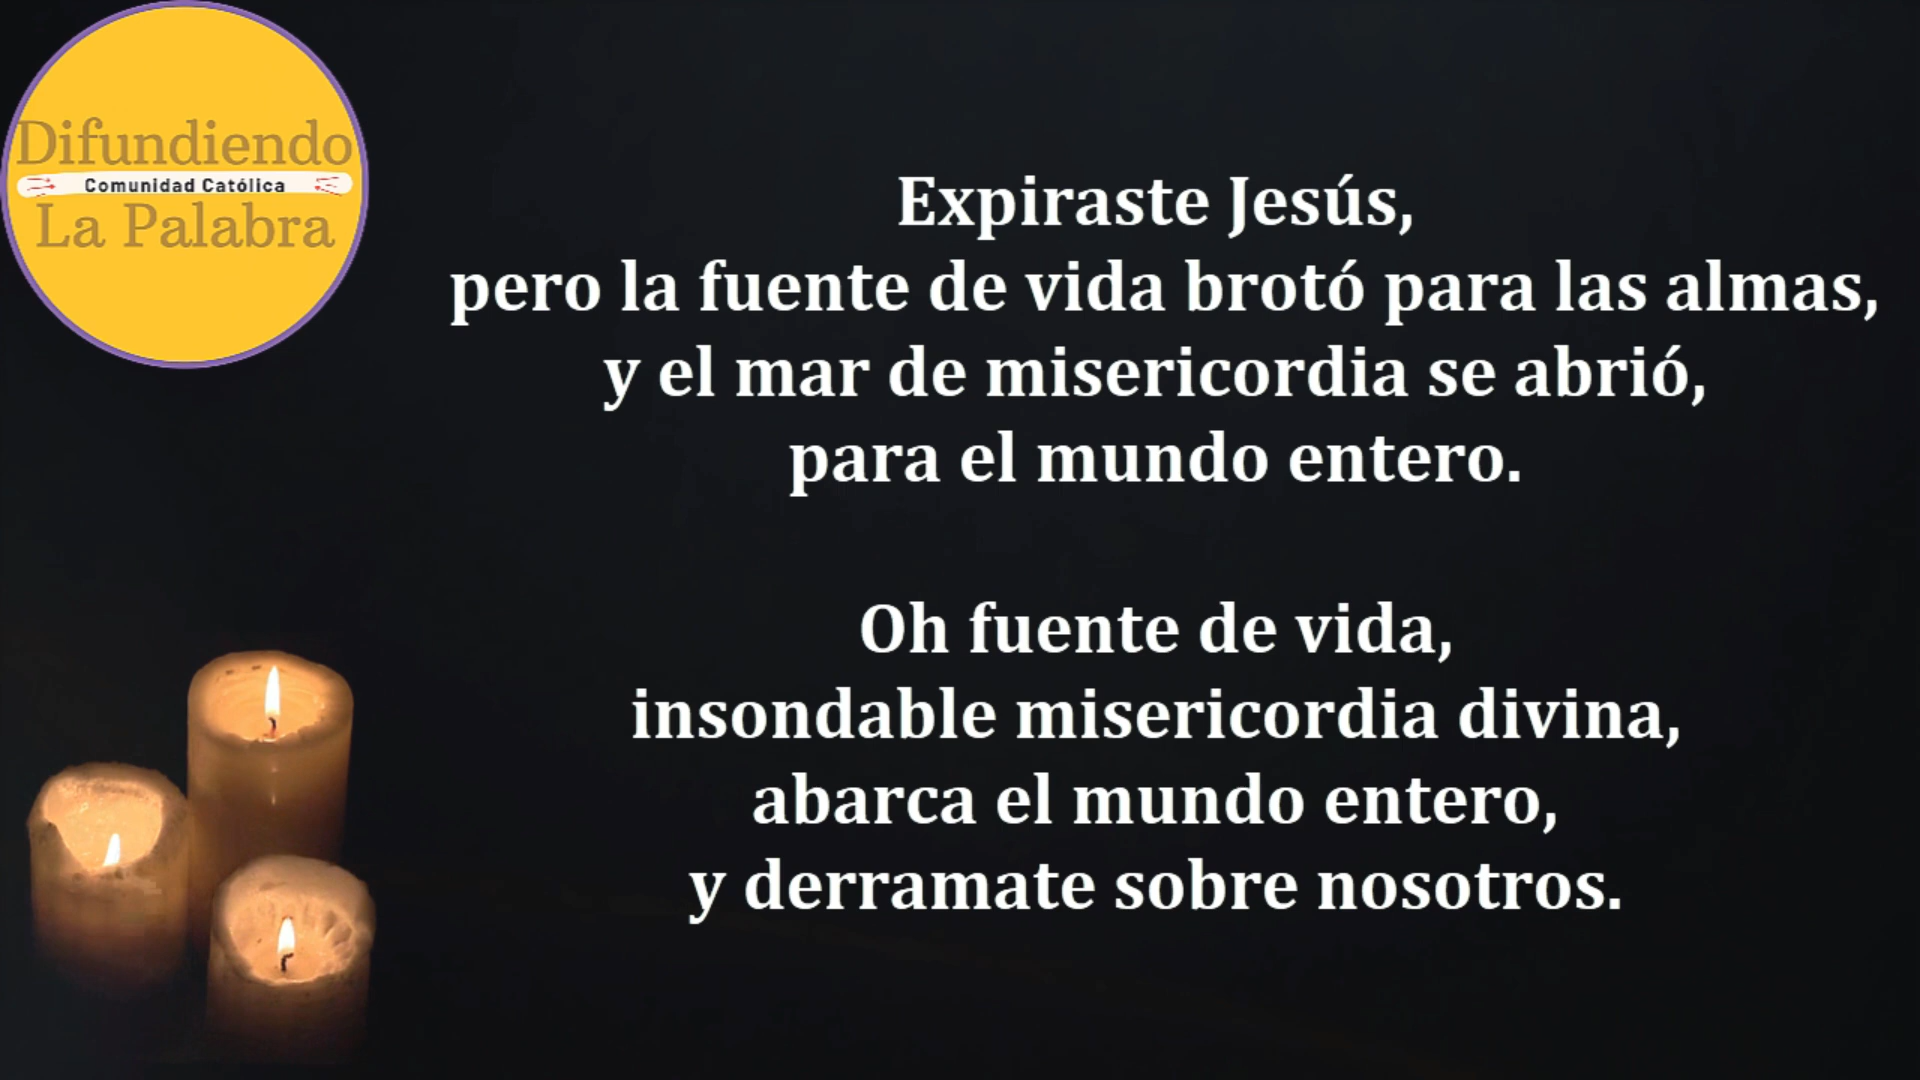 Difundiendo
Comunidad Católica
La Palabra
Expiraste Jesús,
pero la fuente de vida brotó para las almas,
y el mar de misericordia se abrió,
para el mundo entero.
Oh fuente de vida,
insondable misericordia divina,
abarca el mundo entero,
y derramate sobre nosotros.